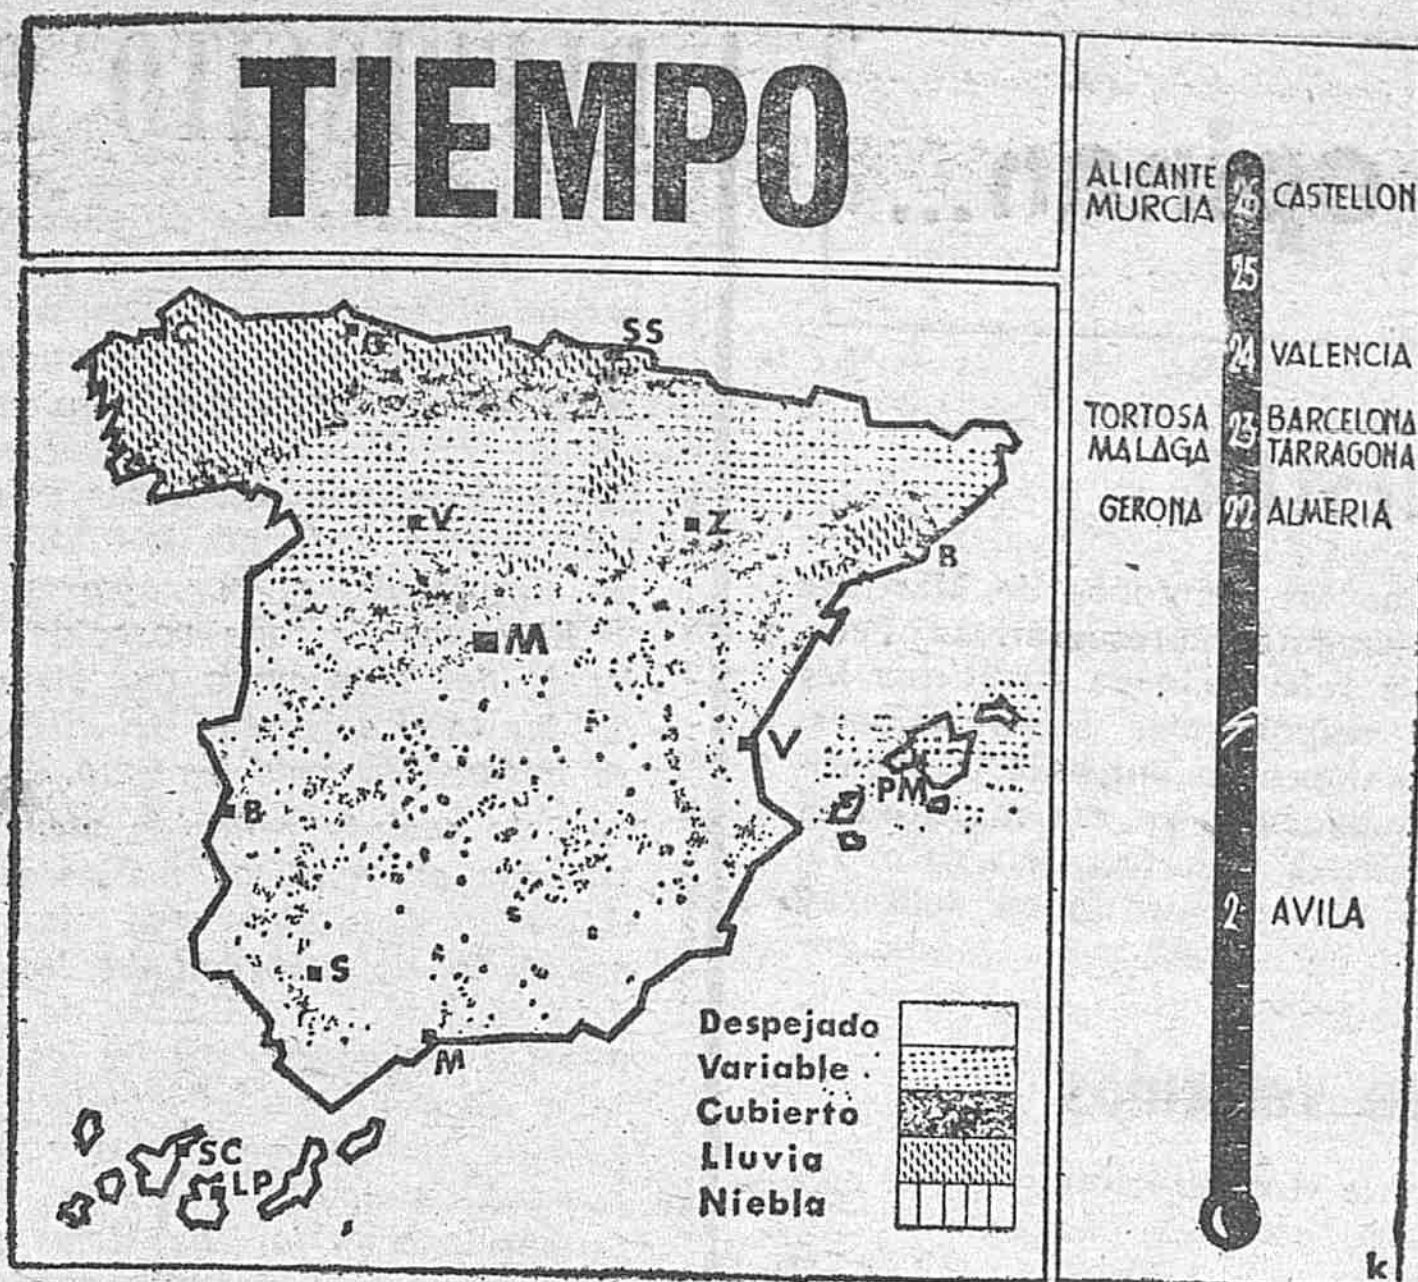 TIEMPO
C
G
SS
V
Z
B
M
V
PM
B
S
M
SC
LP
Despejado
Variable
Cubierto
Lluvia
Niebla
ALICANTE 26 CASTELLON
MURCIA
25
24 VALENCIA
TORTOSA 23 BARCELONA
MALAGA TARRAGONA
GERONA 22 ALMERIA
2 AVILA
k